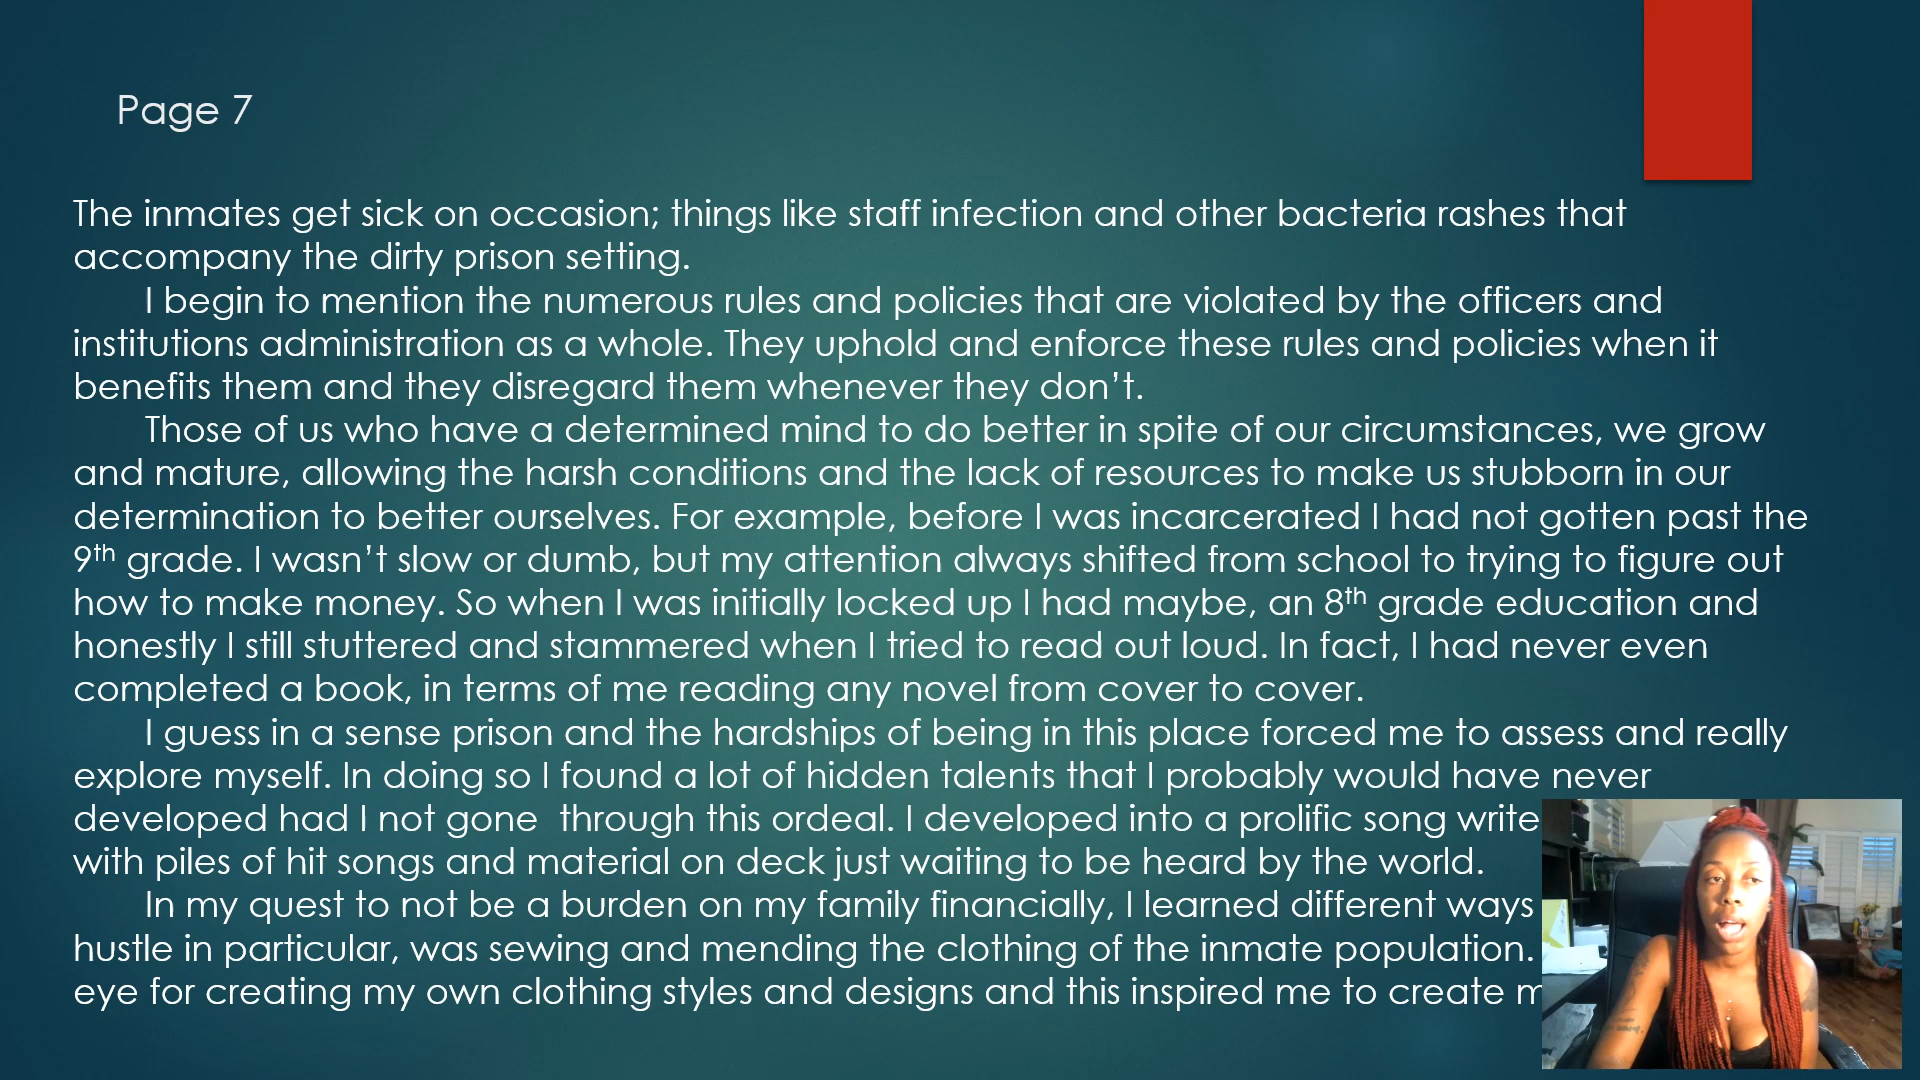 Page 7
The inmates get sick on occasion; things like staff infection and other bacteria rashes that
accompany the dirty prison setting.
I begin to mention the numerous rules and policies that are violated by the officers and
institutions administration as a whole. They uphold and enforce these rules and policies when it
benefits them and they disregard them whenever they don’t.
Those of us who have a determined mind to do better in spite of our circumstances, we grow
and mature, allowing the harsh conditions and the lack of resources to make us stubborn in our
determination to better ourselves. For example, before I was incarcerated I had not gotten past the
9th grade. I wasn’t slow or dumb, but my attention always shifted from school to trying to figure out
how to make money. So when I was initially locked up I had maybe, an 8th grade education and
honestly I still stuttered and stammered when I tried to read out loud. In fact, I had never even
completed a book, in terms of me reading any novel from cover to cover.
I guess in a sense prison and the hardships of being in this place forced me to assess and really
explore myself. In doing so I found a lot of hidden talents that I probably would have never
developed had I not gone  through this ordeal. I developed into a prolific song write
with piles of hit songs and material on deck just waiting to be heard by the world.
In my quest to not be a burden on my family financially, I learned different ways
hustle in particular, was sewing and mending the clothing of the inmate population.
eye for creating my own clothing styles and designs and this inspired me to create